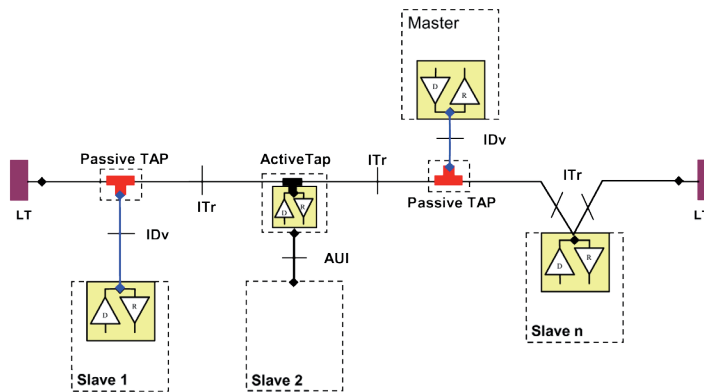 Master
D
R
IDv
Passive TAP
ActiveTap
ITr
ITr
LT
ITr
D
R
Passive TAP
LT
IDv
AUI
D
R
D
R
Slave 1
Slave 2
Slave n